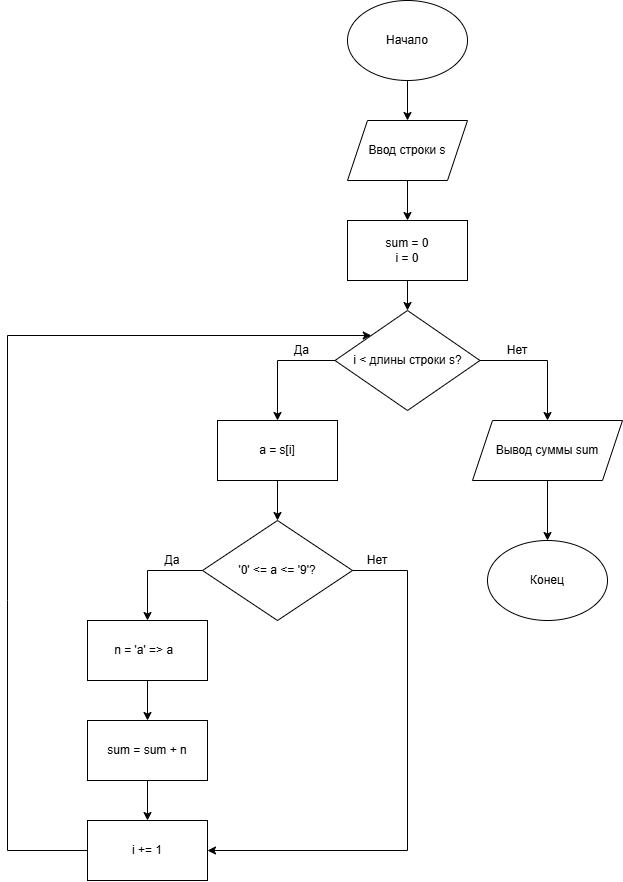 Начало
Ввод строки s
sum = 0
i = 0
i < длины строки s?
Да
Нет
a = s[i]
Вывод суммы sum
'0' <= a <= '9'?
Да
Нет
Конец
n = 'a' => a
sum = sum + n
i += 1